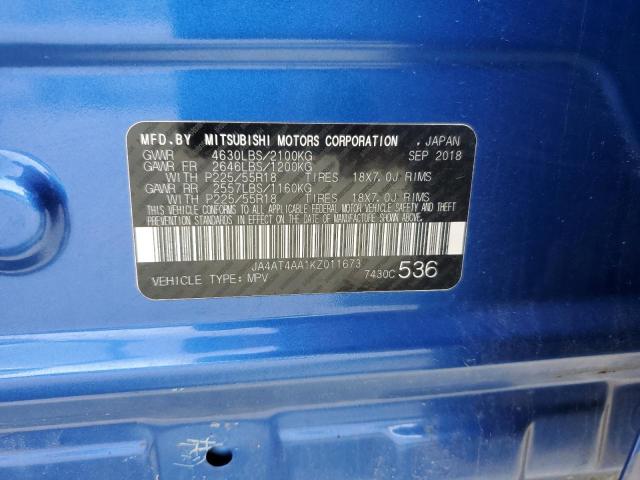 MFD.BY MITSUBISHI MOTORS CORPORATION . JAPAN
GVWR 4630LBS/2100KG SEP 2018
GAWR FR 2646LBS/1200KG
WITH P225/55R18 TIRES 18X7.0J RIMS
GAWR RR 2557LBS/1160KG
WITH P225/55R18 TIRES 18X7.0J RIMS
THIS VEHICLE CONFORMS TO ALL APPLICABLE FEDERAL MOTOR VEHICLE SAFETY AND THEFT
PREVENTION STANDARDS IN EFFECT ON THE DATE OF MANUFACTURE SHOWN ABOVE.
JA4AT4AA1KZ011673
VEHICLE TYPE: MPV 7430C 536